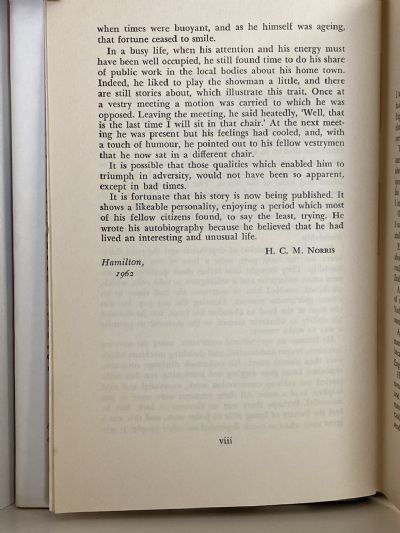 when times were buoyant, and as he himself was ageing,
that fortune ceased to smile.
In a busy life, when his attention and his energy must
have been well occupied, he still found time to do his share
of public work in the local bodies about his home town.
Indeed, he liked to play the showman a little, and there
are still stories about, which illustrate this trait. Once at
a vestry meeting a motion was carried to which he was
opposed. Leaving the meeting, he said heatedly, 'Well, that
is the last time I will sit in that chair.' At the next meet-
ing he was present but his feelings had cooled, and, with
a touch of humour, he pointed out to his fellow vestrymen
that he now sat in a different chair.
It is possible that those qualities which enabled him to
triumph in adversity, would not have been so apparent,
except in bad times.
It is fortunate that his story is now being published. It
shows a likeable personality, enjoying a period which most
of his fellow citizens found, to say the least, trying. He
wrote his autobiography because he believed that he had
lived an interesting and unusual life.
H. C. M. NORRIS
Hamilton,
1962
viii